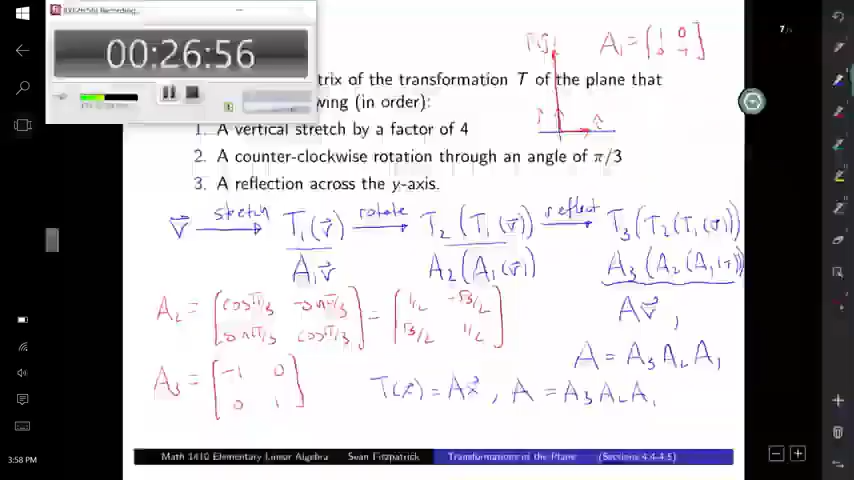 00:26:56 Recording...
00:26:56
7/
T(j)
A₁ = [1 0
0 4]
trix of the transformation T of the plane that
wing (in order):
1. A vertical stretch by a factor of 4
2. A counter-clockwise rotation through an angle of π/3
3. A reflection across the y-axis.
v⃗ stretch T₁(v⃗) rotate T₂(T₁(v⃗)) reflect T₃(T₂(T₁(v⃗)))
A₁v⃗ A₂(A₁(v⃗)) A₃(A₂(A₁v⃗))
A₂ = [cos π/3 -sin π/3 = [1/2 -√3/2
sin π/3 cos π/3] √3/2 1/2]
Av⃗,
A = A₃A₂A₁
A₃ = [-1 0
0 1]
T(x⃗) = Ax⃗, A = A₃A₂A₁
Math 1410 Elementary Linear Algebra Sean Fitzpatrick Transformations of the Plane (Sections 4.4-4.5)
3:58 PM